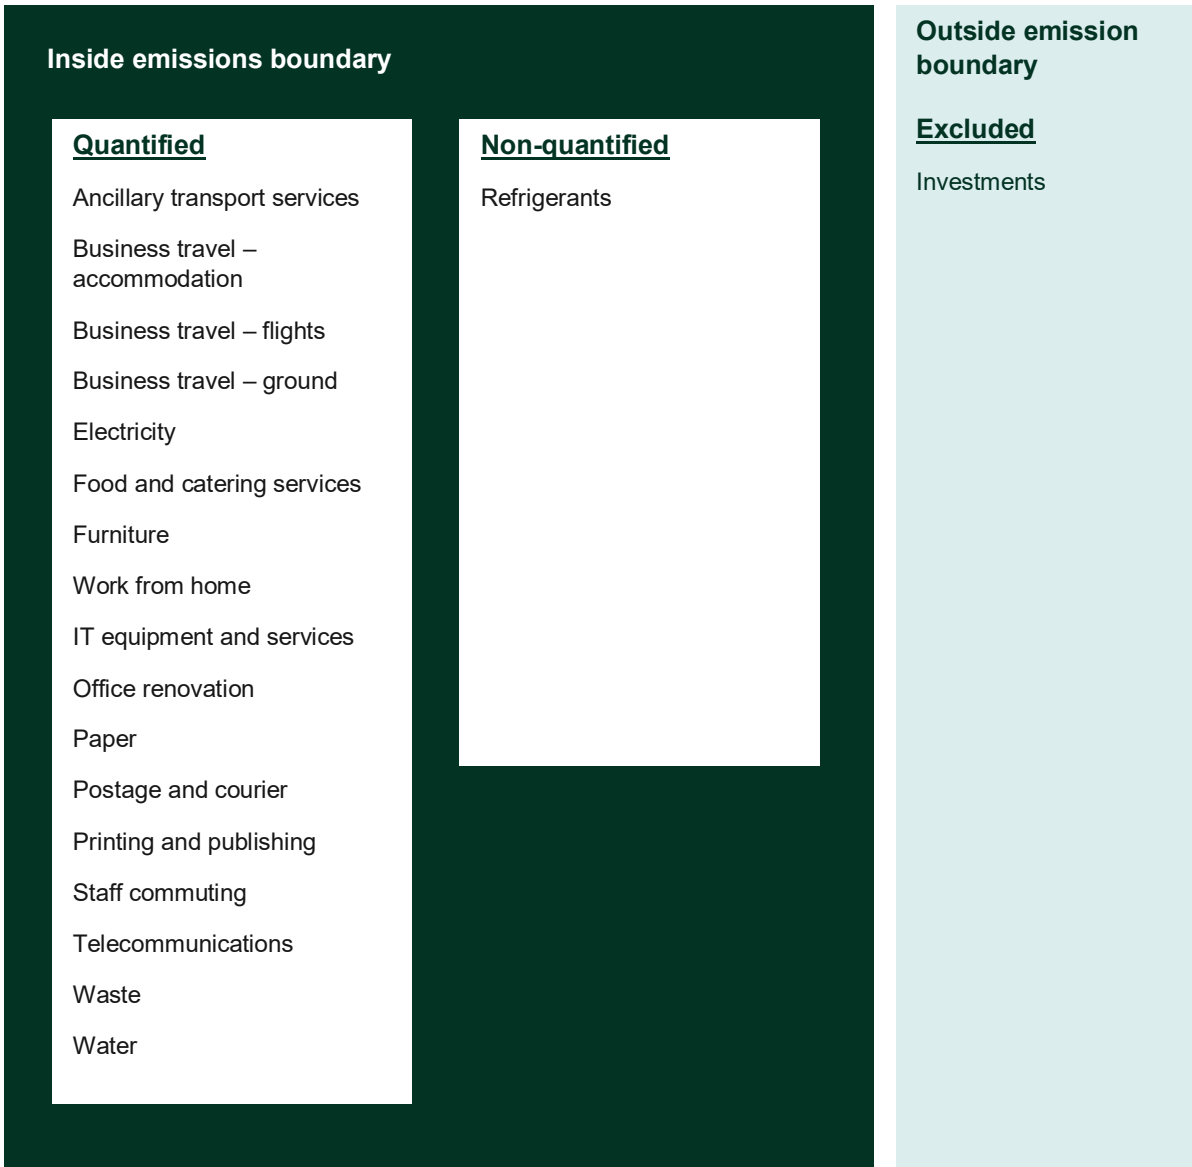 Inside emissions boundary
Quantified
Ancillary transport services
Business travel –
accommodation
Business travel – flights
Business travel – ground
Electricity
Food and catering services
Furniture
Work from home
IT equipment and services
Office renovation
Paper
Postage and courier
Printing and publishing
Staff commuting
Telecommunications
Waste
Water
Non-quantified
Refrigerants
Outside emission
boundary
Excluded
Investments